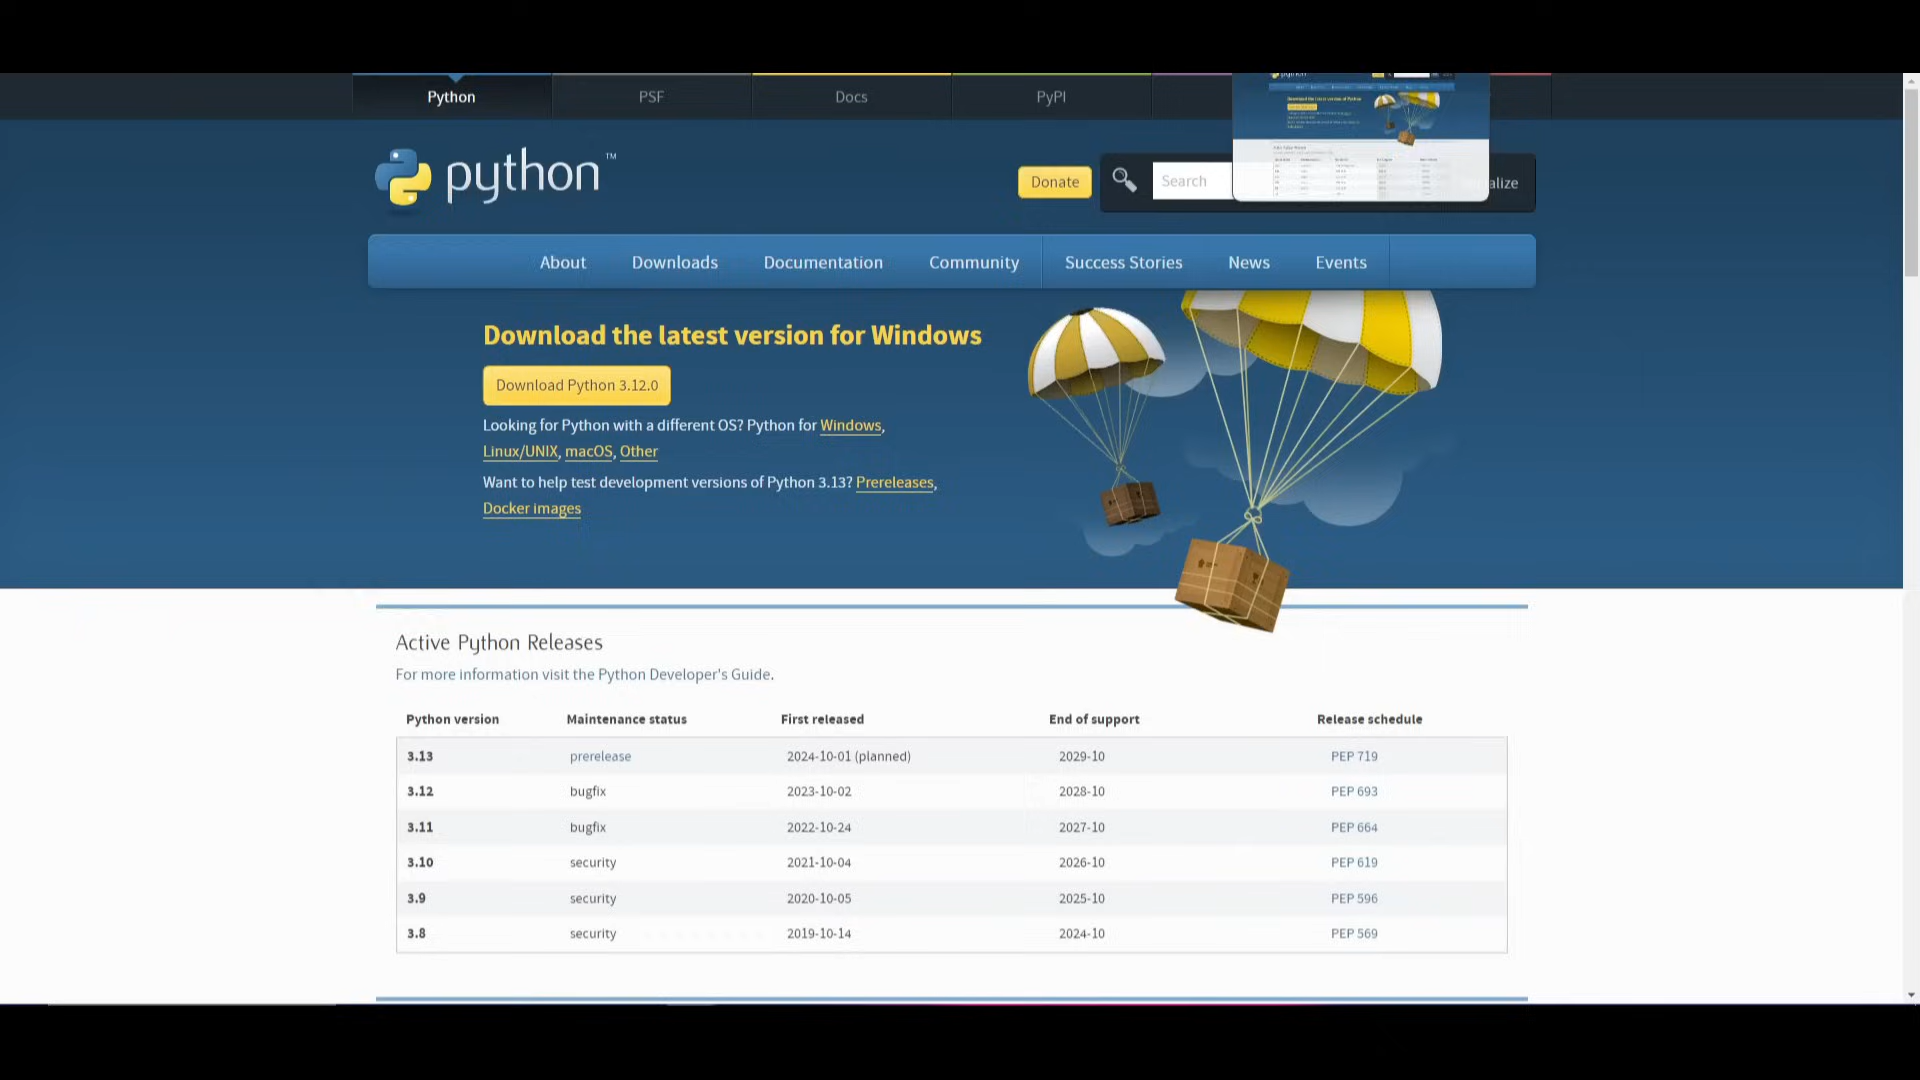 Python PSF Docs PyPI
python™
Donate Search alize
About Downloads Documentation Community Success Stories News Events
Download the latest version for Windows
Download Python 3.12.0
Looking for Python with a different OS? Python for Windows,
Linux/UNIX, macOS, Other
Want to help test development versions of Python 3.13? Prereleases,
Docker images
Active Python Releases
For more information visit the Python Developer's Guide.
Python version Maintenance status First released End of support Release schedule
3.13 prerelease 2024-10-01 (planned) 2029-10 PEP 719
3.12 bugfix 2023-10-02 2028-10 PEP 693
3.11 bugfix 2022-10-24 2027-10 PEP 664
3.10 security 2021-10-04 2026-10 PEP 619
3.9 security 2020-10-05 2025-10 PEP 596
3.8 security 2019-10-14 2024-10 PEP 569